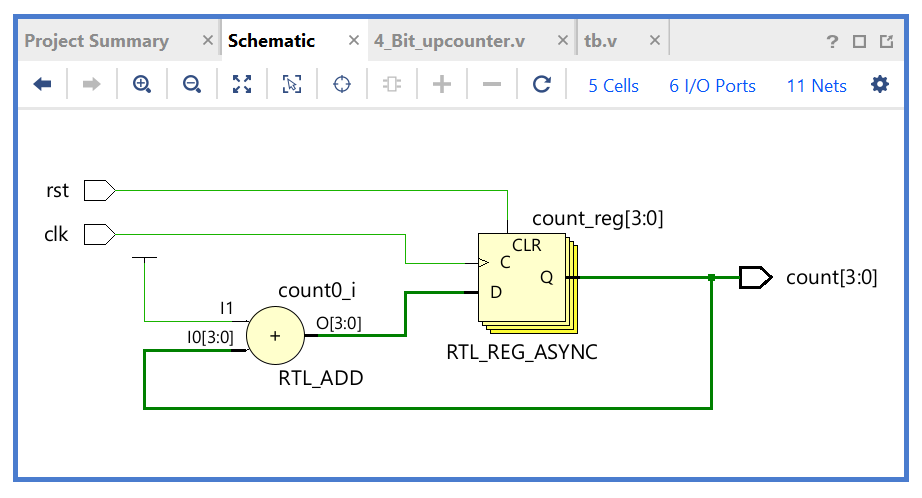 Project Summary × Schematic × 4_Bit_upcounter.v × tb.v × ?
5 Cells 6 I/O Ports 11 Nets
rst
count_reg[3:0]
clk
CLR
C
count0_i
Q
count[3:0]
D
I1
O[3:0]
I0[3:0]
+
RTL_REG_ASYNC
RTL_ADD